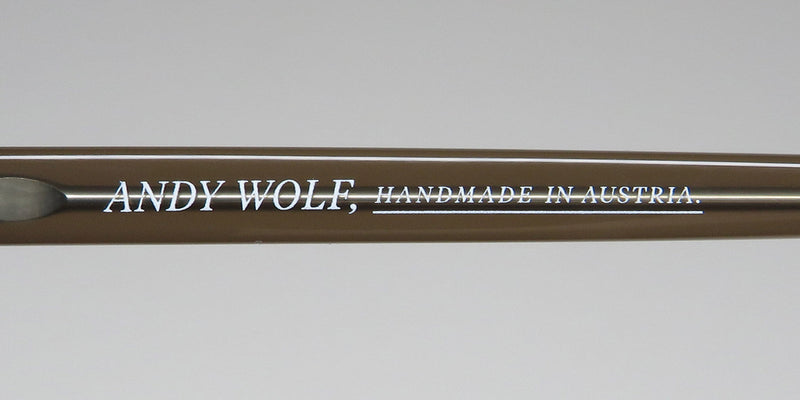 ANDY WOLF, HANDMADE IN AUSTRIA.